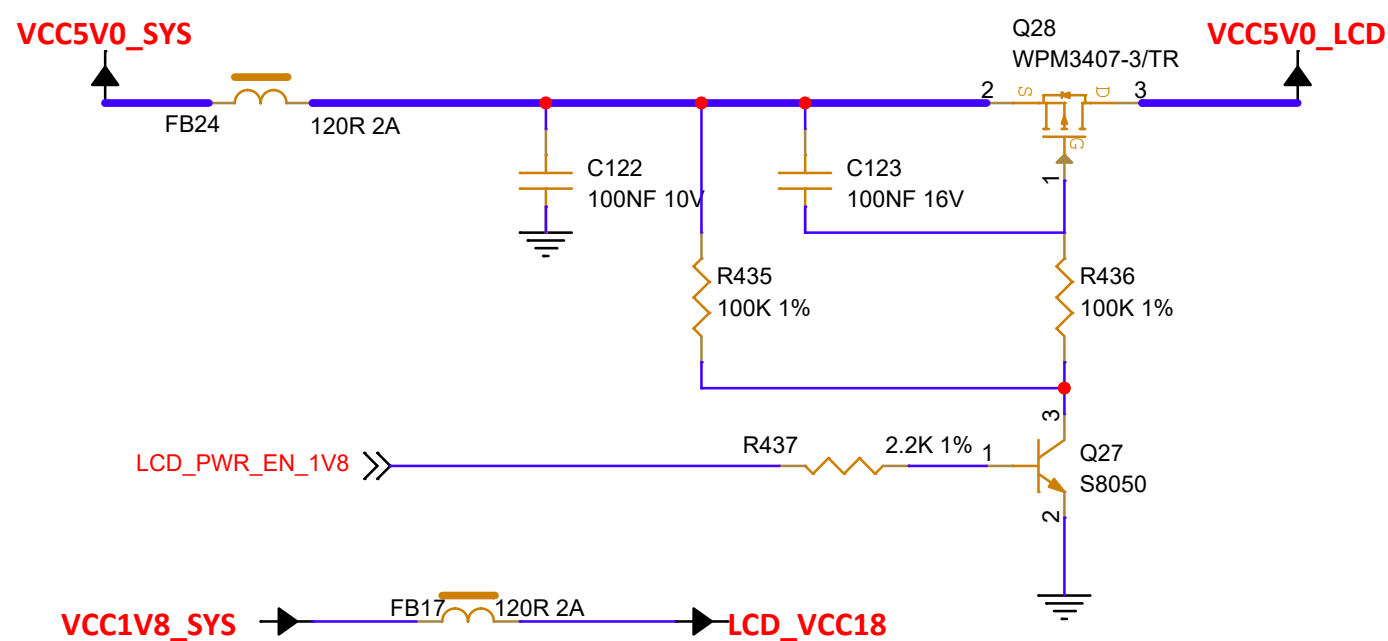 VCC5V0_SYS
Q28
WPM3407-3/TR
VCC5V0_LCD
2
S
D
3
FB24
120R 2A
G
1
C122
100NF 10V
C123
100NF 16V
R435
100K 1%
R436
100K 1%
3
R437
2.2K 1%
1
Q27
S8050
LCD_PWR_EN_1V8
2
FB17
120R 2A
VCC1V8_SYS
LCD_VCC18